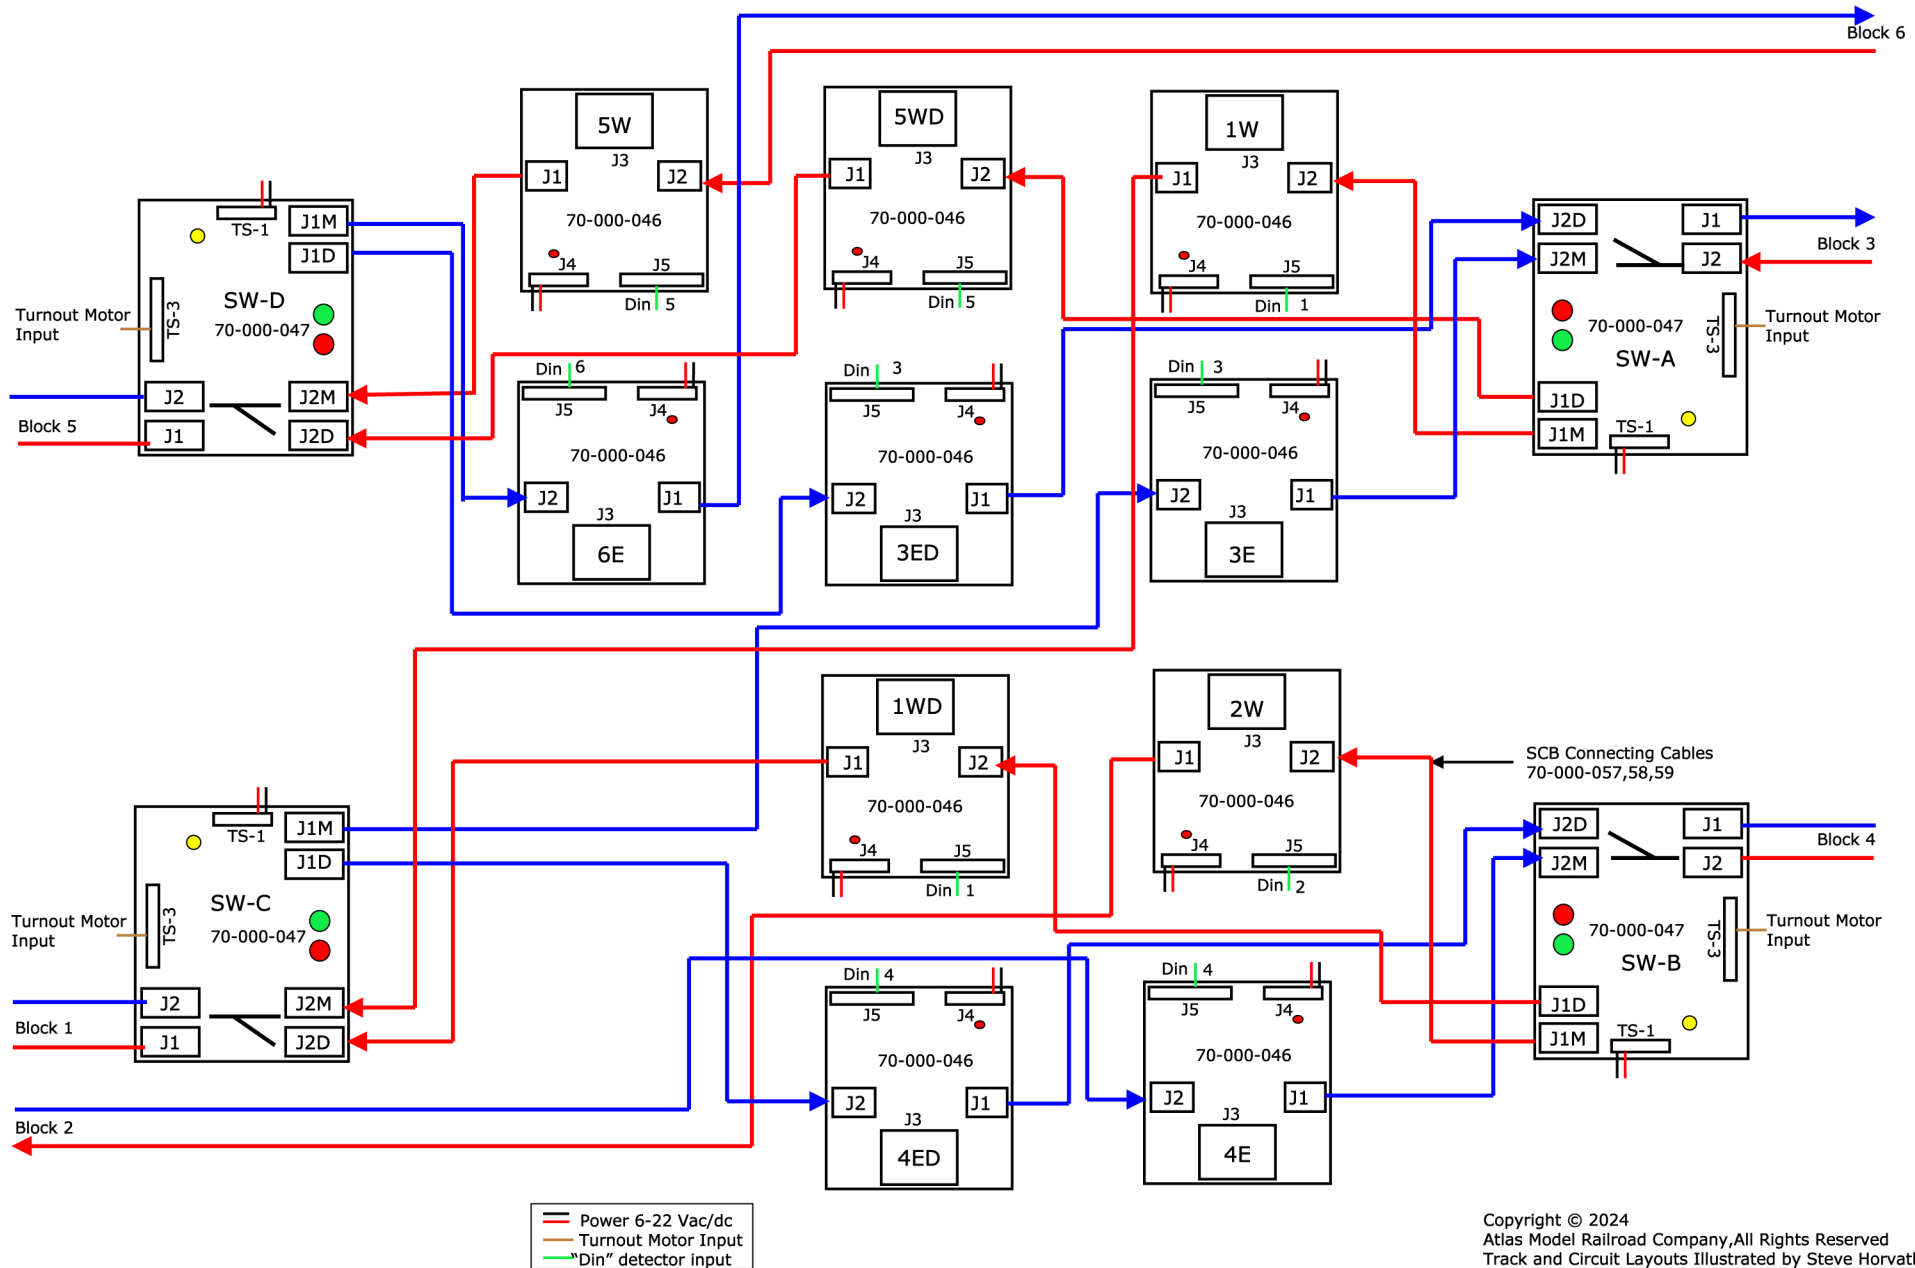 Block 6
5W
J3
J1
J2
70-000-046
J4
J5
Din 5
5WD
J3
J1
J2
70-000-046
J4
J5
Din 5
1W
J3
J1
J2
70-000-046
J4
J5
Din 1
TS-1
J1M
J1D
SW-D
70-000-047
TS-3
Turnout Motor
Input
J2
J2M
Block 5
J1
J2D
J2D
J1
Block 3
J2M
J2
70-000-047
SW-A
TS-3
Turnout Motor
Input
J1D
J1M
TS-1
Din 6
J5
J4
70-000-046
J2
J1
J3
6E
Din 3
J5
J4
70-000-046
J2
J1
J3
3ED
Din 3
J5
J4
70-000-046
J2
J1
J3
3E
1WD
J3
J1
J2
70-000-046
J4
J5
Din 1
2W
J3
J1
J2
70-000-046
J4
J5
Din 2
SCB Connecting Cables
70-000-057,58,59
TS-1
J1M
J1D
SW-C
70-000-047
TS-3
Turnout Motor
Input
J2
J2M
Block 1
J1
J2D
Block 2
J2D
J1
Block 4
J2M
J2
70-000-047
SW-B
TS-3
Turnout Motor
Input
J1D
J1M
TS-1
Din 4
J5
J4
70-000-046
J2
J1
J3
4ED
Din 4
J5
J4
70-000-046
J2
J1
J3
4E
Power 6-22 Vac/dc
Turnout Motor Input
“Din” detector input
Copyright © 2024
Atlas Model Railroad Company,All Rights Reserved
Track and Circuit Layouts Illustrated by Steve Horvat